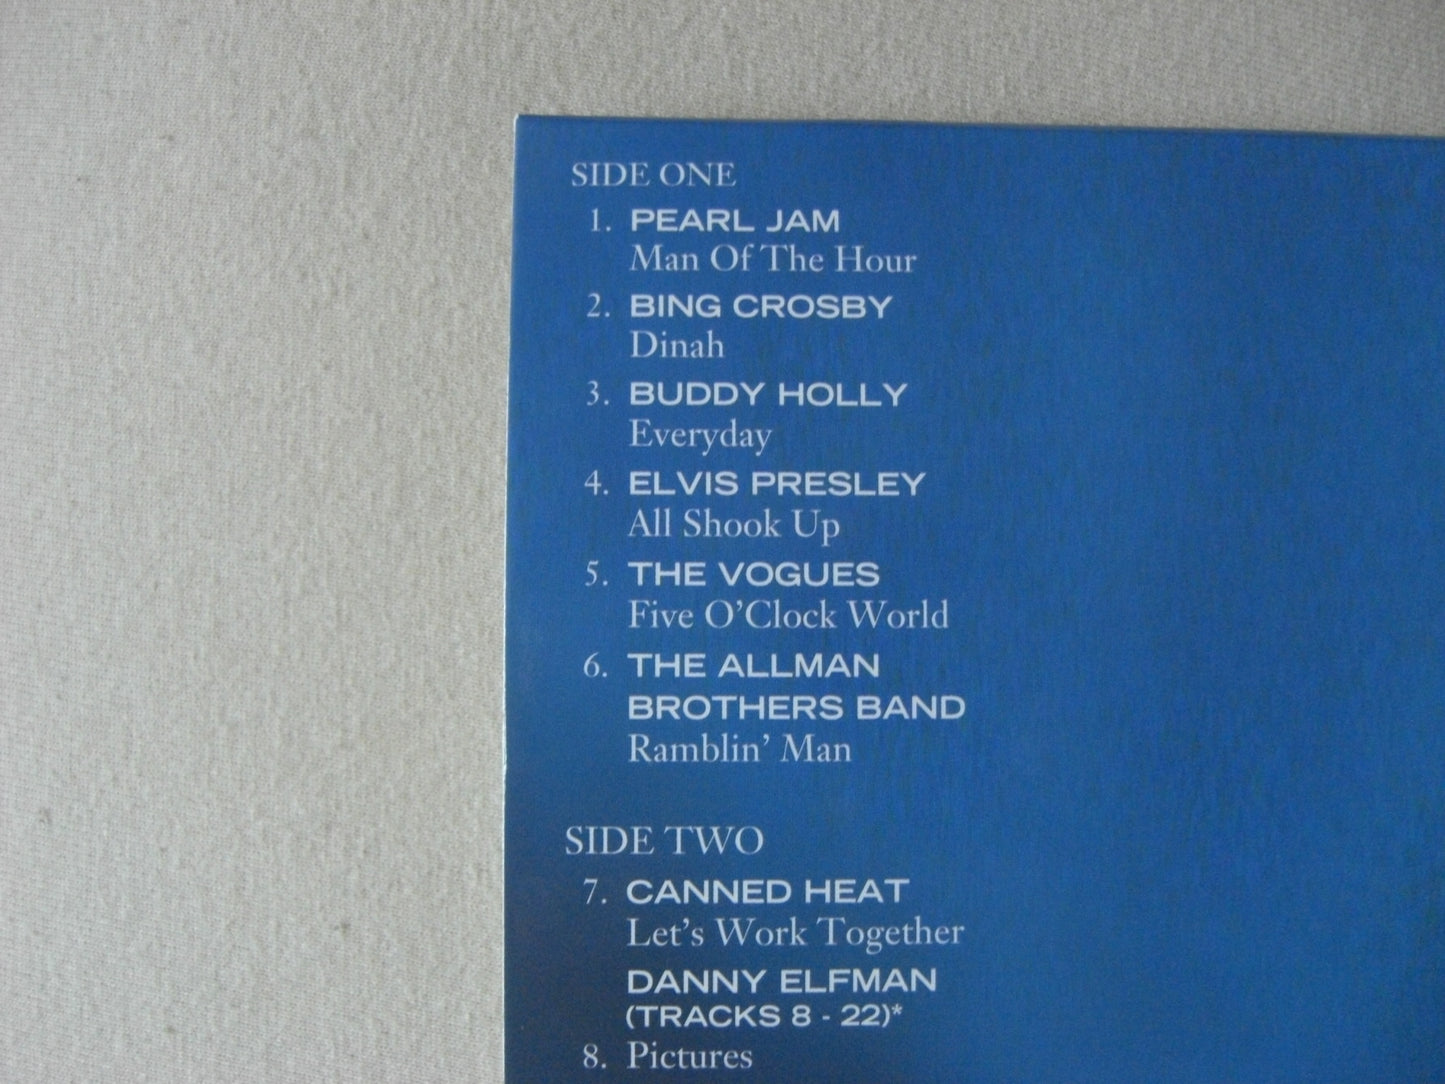 SIDE ONE
1. PEARL JAM
Man Of The Hour
2. BING CROSBY
Dinah
3. BUDDY HOLLY
Everyday
4. ELVIS PRESLEY
All Shook Up
5. THE VOGUES
Five O’Clock World
6. THE ALLMAN
BROTHERS BAND
Ramblin’ Man
SIDE TWO
7. CANNED HEAT
Let’s Work Together
DANNY ELFMAN
(TRACKS 8 - 22)*
8. Pictures